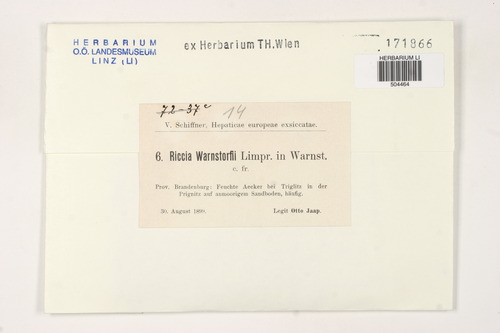 HERBARIUM
O.Ö. LANDESMUSEUM
LINZ (LI)
ex Herbarium TH. Wien
171866
HERBARIUM LI
504464
72-37c 14
V. Schiffner, Hepaticae europeae exsiccatae.
6. Riccia Warnstorfii Limpr. in Warnst.
c. fr.
Prov. Brandenburg: Feuchte Aecker bei Triglitz in der
Prignitz auf anmoorigem Sandboden, häufig.
30. August 1899. Legit Otto Jaap.